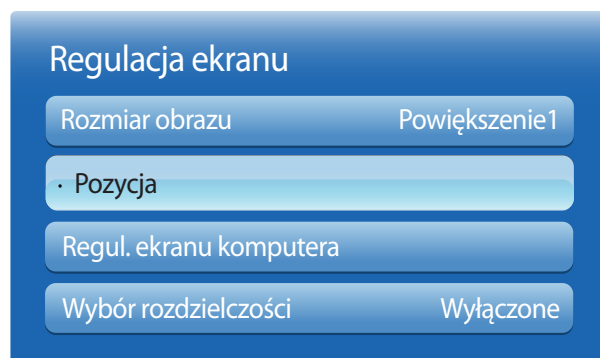 Regulacja ekranu
Rozmiar obrazu Powiększenie1
· Pozycja
Regul. ekranu komputera
Wybór rozdzielczości Wyłączone